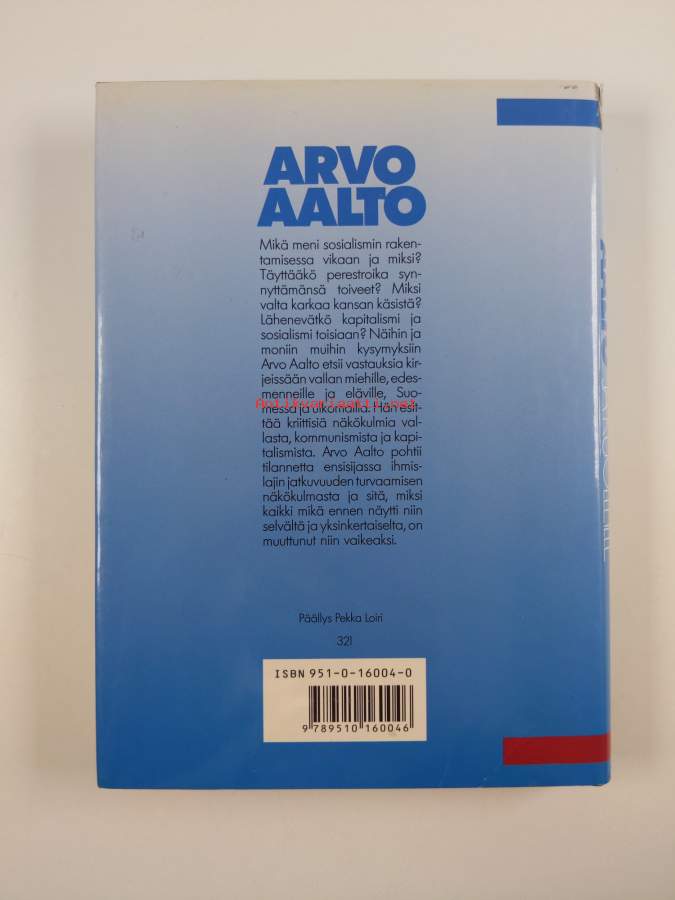 ARVO
AALTO
Mikä meni sosialismin raken-
tamisessa vikaan ja miksi?
Täyttääkö perestroika syn-
nyttämänsä toiveet? Miksi
valta karkaa kansan käsistä?
Lähenevätkö kapitalismi ja
sosialismi toisiaan? Näihin ja
moniin muihin kysymyksiin
Arvo Aalto etsii vastauksia kir-
jeissään vallan miehille, edes-
menneille ja eläville, Suo-
messa ja ulkomailla. Hän esit-
Antikvariaatti.net
tää kriittisiä näkökulmia val-
lasta, kommunismista ja kapi-
talismista. Arvo Aalto pohtii
tilannetta ensisijassa ihmis-
lajin jatkuvuuden turvaamisen
näkökulmasta ja sitä, miksi
kaikki mikä ennen näytti niin
selvältä ja yksinkertaiselta, on
muuttunut niin vaikeaksi.
Päällys Pekka Loiri
321
ISBN 951-0-16004-0
9 789510 160046